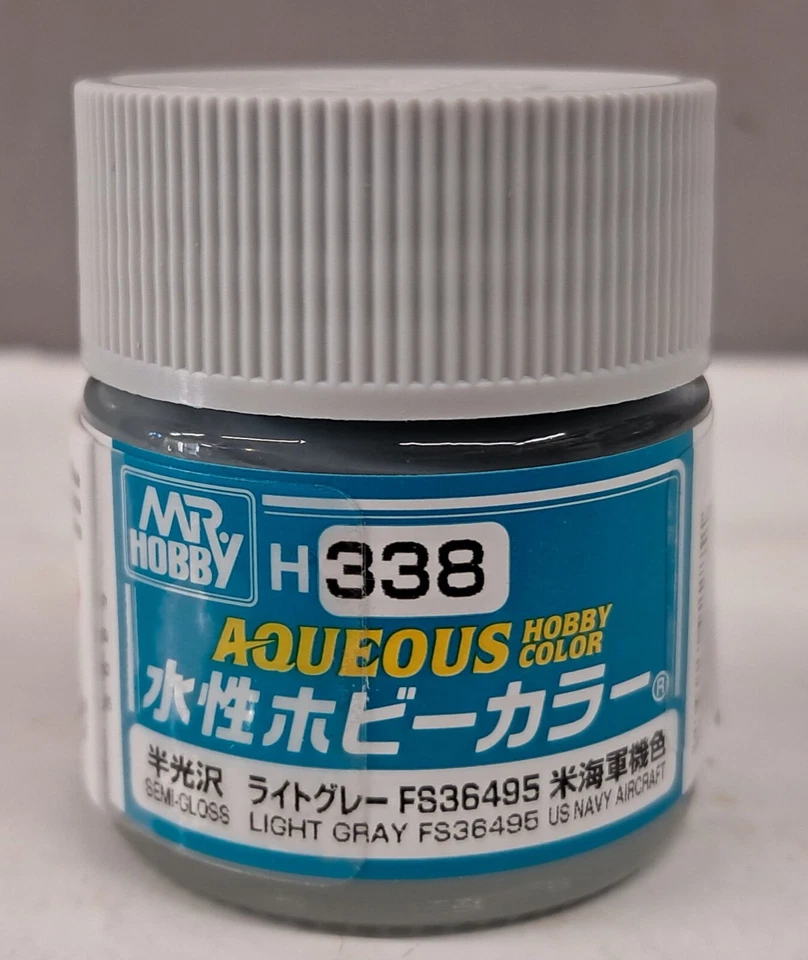 MR.
HOBBY
H 338
AQUEOUS HOBBY COLOR
水性ホビーカラー®
半光沢 ライトグレー FS36495 米海軍機色
SEMI-GLOSS LIGHT GRAY FS36495 US NAVY AIRCRAFT